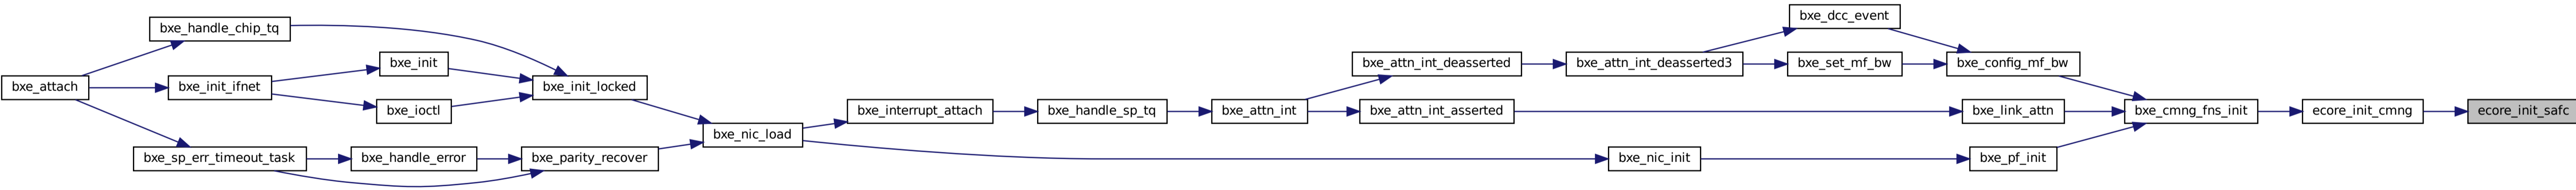 bxe_attach
bxe_handle_chip_tq
bxe_init_ifnet
bxe_sp_err_timeout_task
bxe_init
bxe_ioctl
bxe_handle_error
bxe_init_locked
bxe_parity_recover
bxe_nic_load
bxe_interrupt_attach
bxe_handle_sp_tq
bxe_attn_int
bxe_attn_int_deasserted
bxe_attn_int_asserted
bxe_attn_int_deasserted3
bxe_nic_init
bxe_dcc_event
bxe_set_mf_bw
bxe_config_mf_bw
bxe_link_attn
bxe_pf_init
bxe_cmng_fns_init
ecore_init_cmng
ecore_init_safc